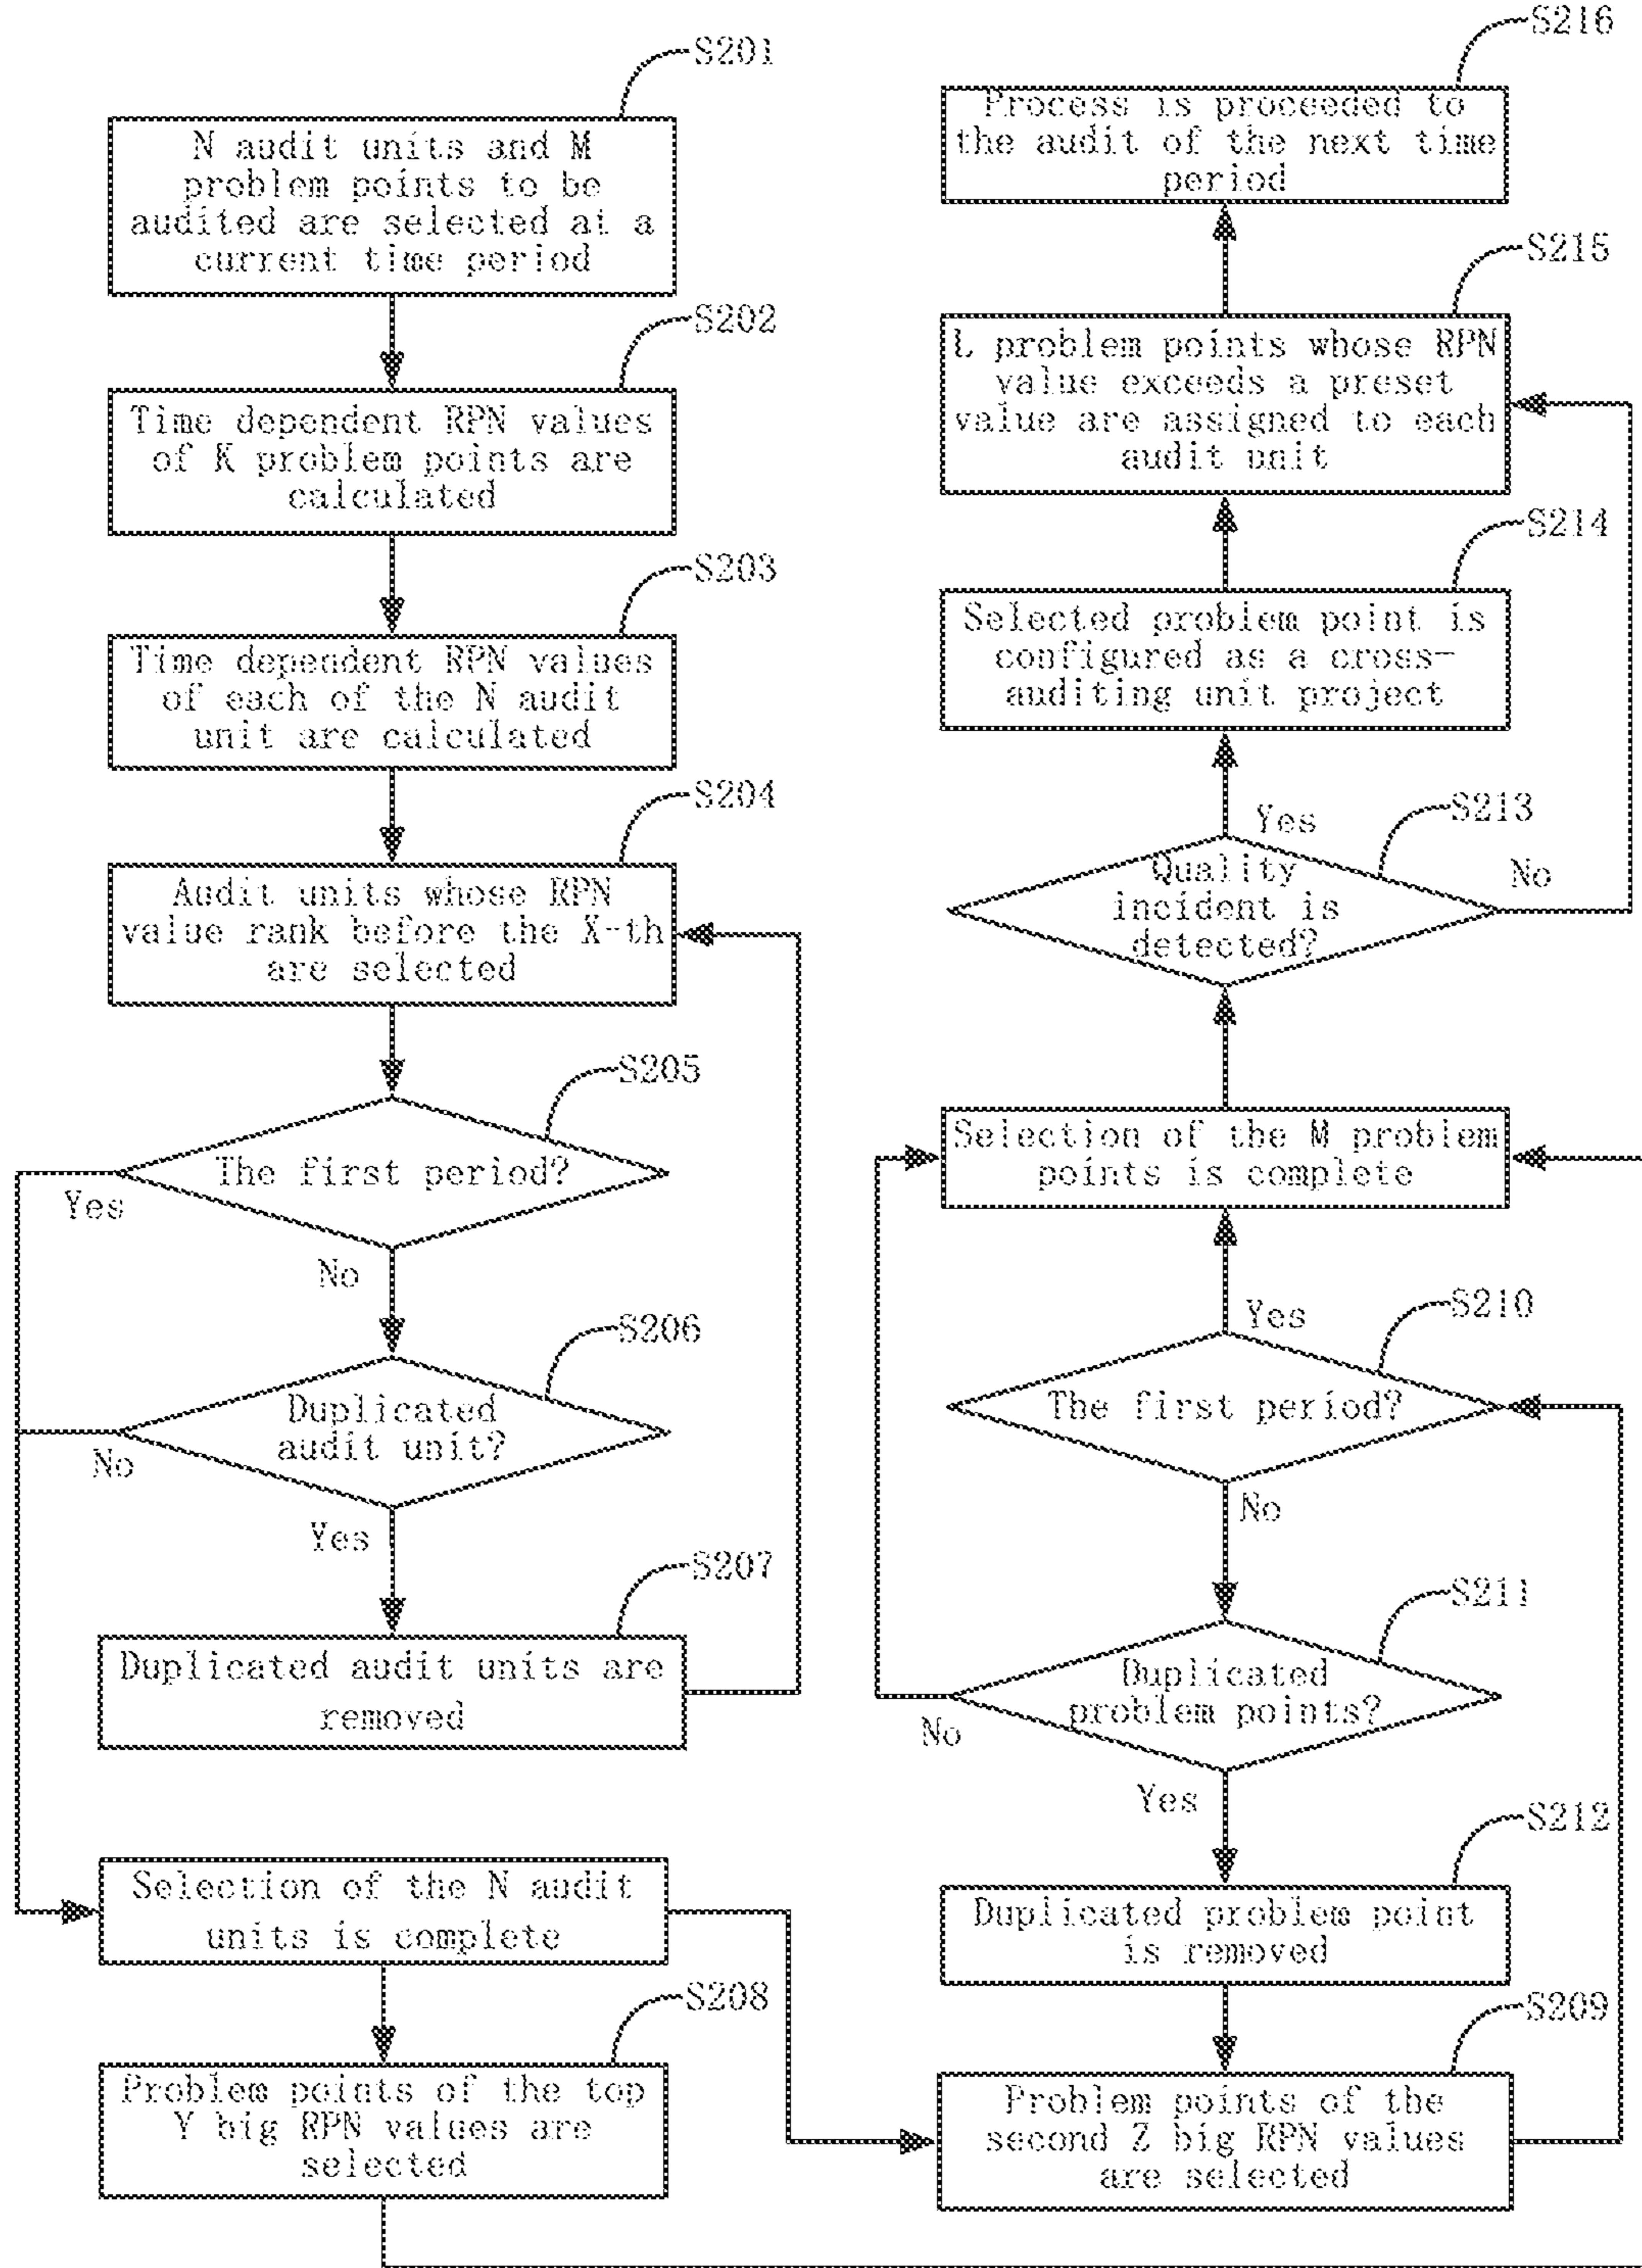 S201
N audit units and M
problem points to be
audited are selected at a
current time period
S202
Time dependent RPN values
of K problem points are
calculated
S203
Time dependent RPN values
of each of the N audit
unit are calculated
S204
Audit units whose RPN
value rank before the X-th
are selected
S205
The first period?
Yes
No
S206
Duplicated
audit unit?
No
Yes
S207
Duplicated audit units are
removed
Selection of the N audit
units is complete
S208
Problem points of the top
Y big RPN values are
selected
S216
Process is proceeded to
the audit of the next time
period
S215
L problem points whose RPN
value exceeds a preset
value are assigned to each
audit unit
S214
Selected problem point is
configured as a cross-
auditing unit project
S213
Yes
Quality
incident is
detected?
No
Selection of the M problem
points is complete
S210
Yes
The first period?
No
S211
Duplicated
problem points?
No
Yes
S212
Duplicated problem point
is removed
S209
Problem points of the
second Z big RPN values
are selected